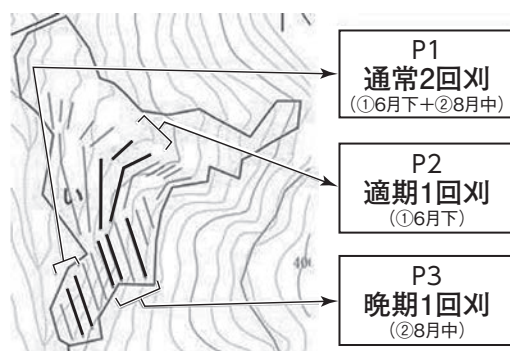 P1
通常2回刈
(①6月下+②8月中)
P2
適期1回刈
(①6月下)
P3
晩期1回刈
(②8月中)